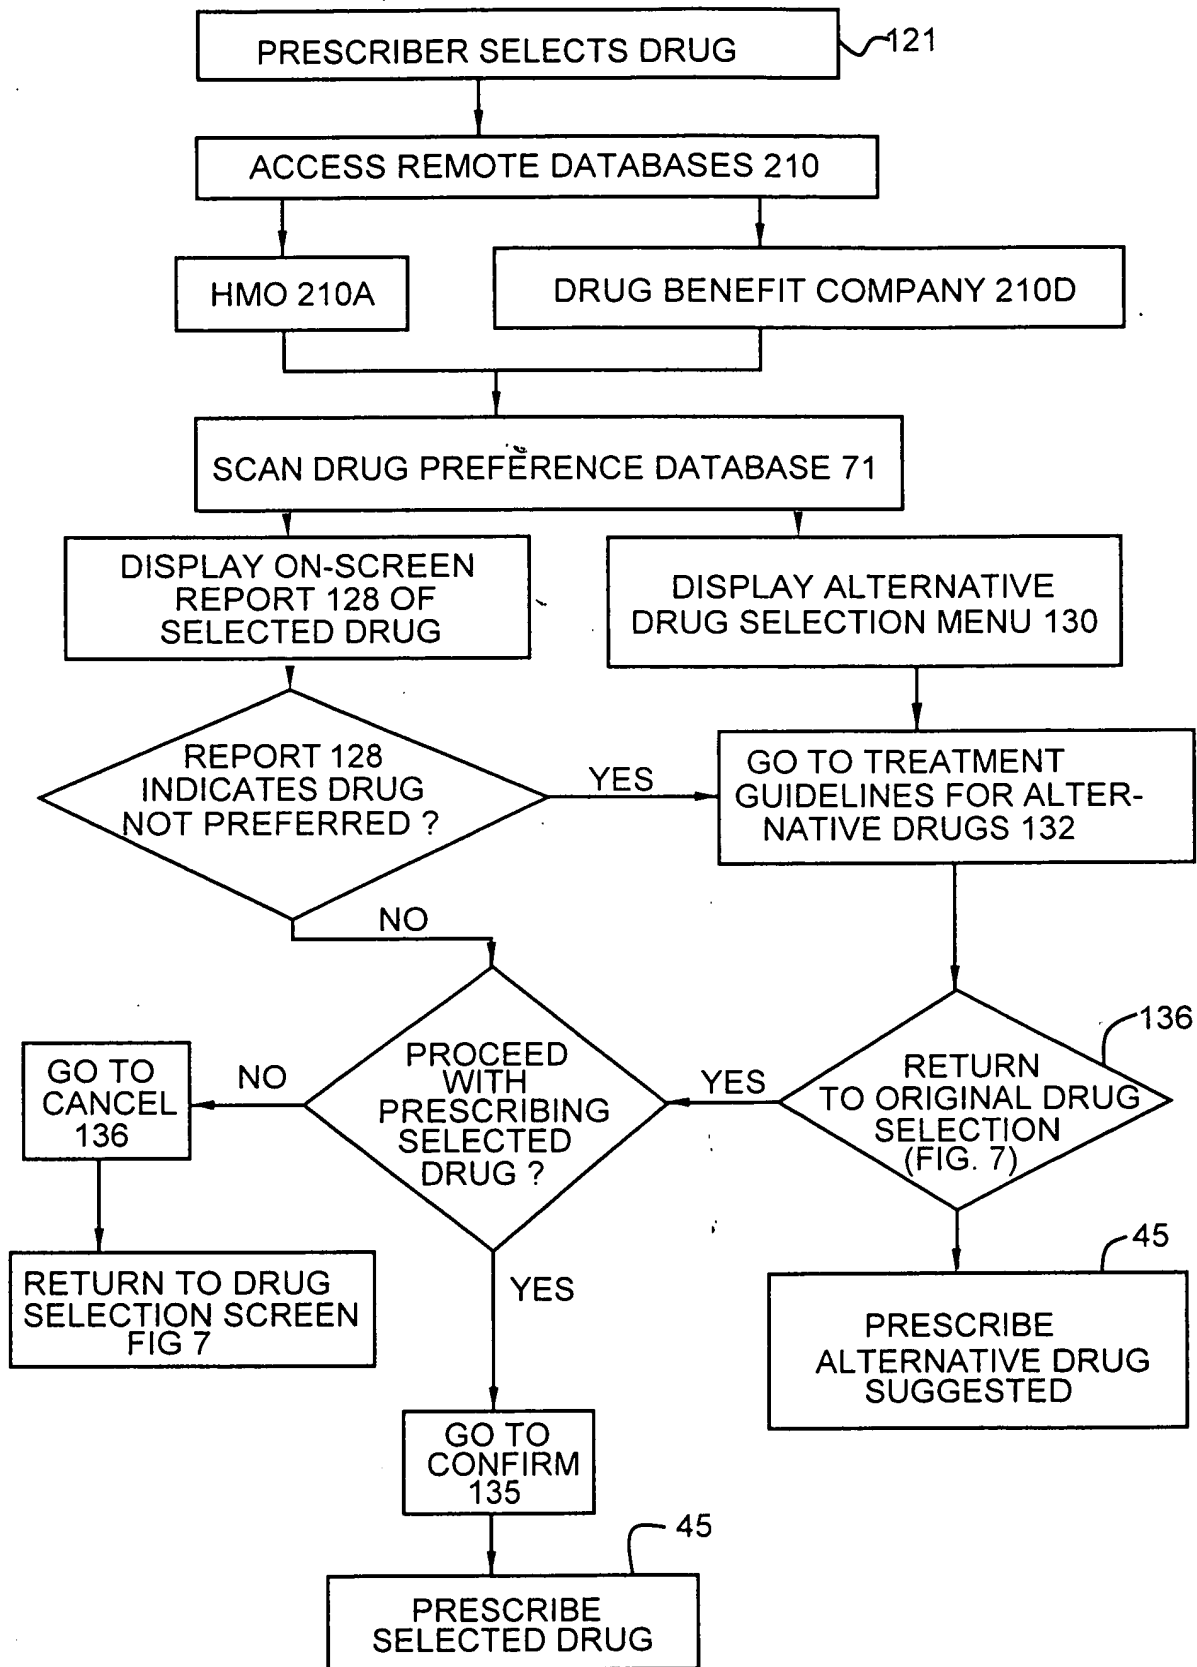 PRESCRIBER SELECTS DRUG
121
ACCESS REMOTE DATABASES 210
HMO 210A
DRUG BENEFIT COMPANY 210D
SCAN DRUG PREFERENCE DATABASE 71
DISPLAY ON-SCREEN
REPORT 128 OF
SELECTED DRUG
DISPLAY ALTERNATIVE
DRUG SELECTION MENU 130
REPORT 128
INDICATES DRUG
NOT PREFERRED ?
YES
GO TO TREATMENT
GUIDELINES FOR ALTER-
NATIVE DRUGS 132
NO
136
RETURN
TO ORIGINAL DRUG
SELECTION
(FIG. 7)
YES
PROCEED
WITH
PRESCRIBING
SELECTED
DRUG ?
NO
GO TO
CANCEL
136
RETURN TO DRUG
SELECTION SCREEN
FIG 7
YES
45
PRESCRIBE
ALTERNATIVE DRUG
SUGGESTED
GO TO
CONFIRM
135
45
PRESCRIBE
SELECTED DRUG